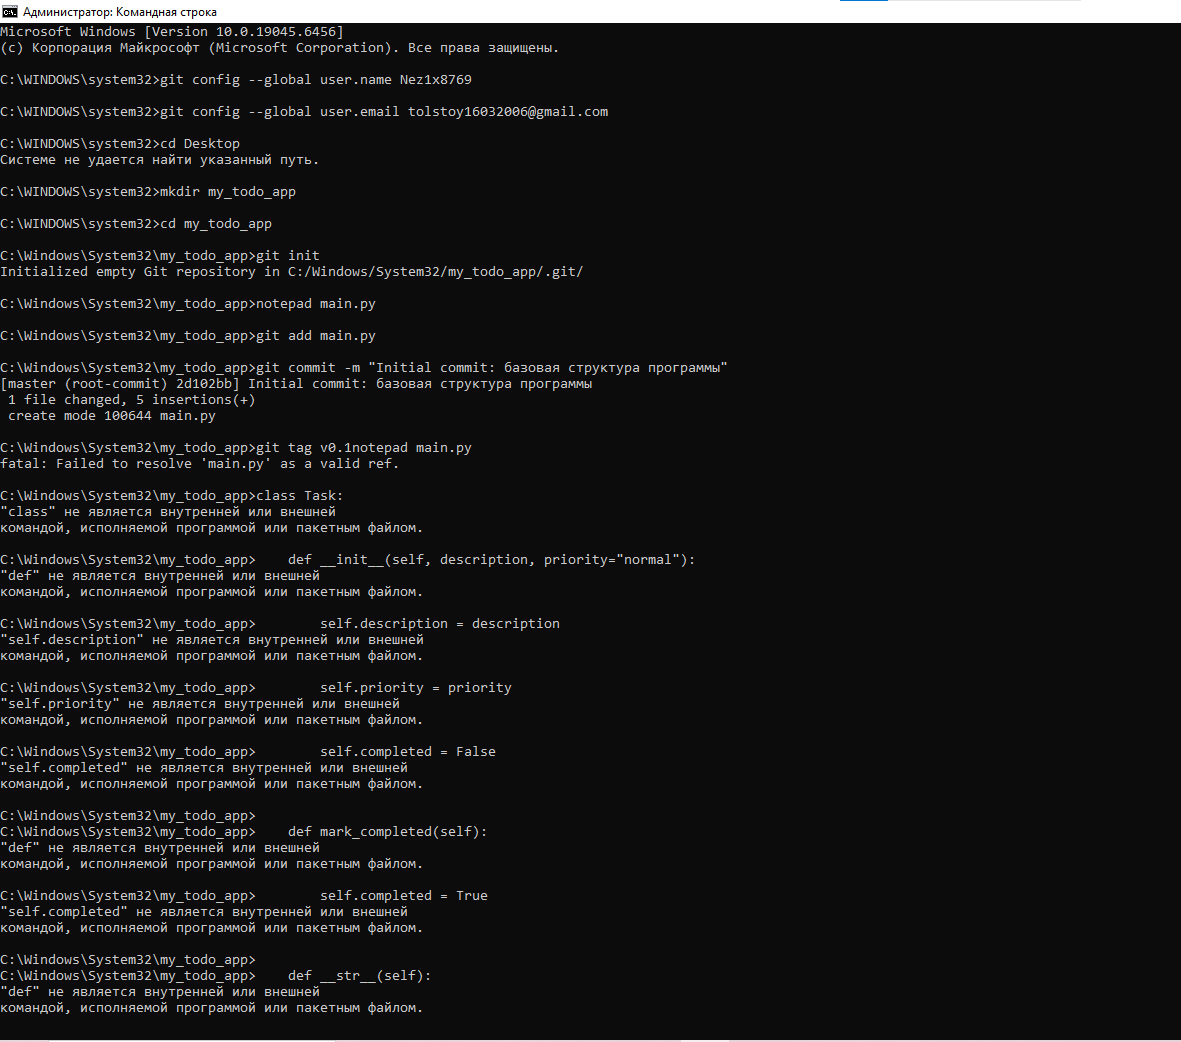 Администратор: Командная строка
Microsoft Windows [Version 10.0.19045.6456]
(c) Корпорация Майкрософт (Microsoft Corporation). Все права защищены.
C:\WINDOWS\system32>git config --global user.name Nez1x8769
C:\WINDOWS\system32>git config --global user.email tolstoy16032006@gmail.com
C:\WINDOWS\system32>cd Desktop
Системе не удается найти указанный путь.
C:\WINDOWS\system32>mkdir my_todo_app
C:\WINDOWS\system32>cd my_todo_app
C:\Windows\System32\my_todo_app>git init
Initialized empty Git repository in C:/Windows/System32/my_todo_app/.git/
C:\Windows\System32\my_todo_app>notepad main.py
C:\Windows\System32\my_todo_app>git add main.py
C:\Windows\System32\my_todo_app>git commit -m "Initial commit: базовая структура программы"
[master (root-commit) 2d102bb] Initial commit: базовая структура программы
 1 file changed, 5 insertions(+)
 create mode 100644 main.py
C:\Windows\System32\my_todo_app>git tag v0.1notepad main.py
fatal: Failed to resolve 'main.py' as a valid ref.
C:\Windows\System32\my_todo_app>class Task:
"class" не является внутренней или внешней
командой, исполняемой программой или пакетным файлом.
C:\Windows\System32\my_todo_app>    def __init__(self, description, priority="normal"):
"def" не является внутренней или внешней
командой, исполняемой программой или пакетным файлом.
C:\Windows\System32\my_todo_app>        self.description = description
"self.description" не является внутренней или внешней
командой, исполняемой программой или пакетным файлом.
C:\Windows\System32\my_todo_app>        self.priority = priority
"self.priority" не является внутренней или внешней
командой, исполняемой программой или пакетным файлом.
C:\Windows\System32\my_todo_app>        self.completed = False
"self.completed" не является внутренней или внешней
командой, исполняемой программой или пакетным файлом.
C:\Windows\System32\my_todo_app>
C:\Windows\System32\my_todo_app>    def mark_completed(self):
"def" не является внутренней или внешней
командой, исполняемой программой или пакетным файлом.
C:\Windows\System32\my_todo_app>        self.completed = True
"self.completed" не является внутренней или внешней
командой, исполняемой программой или пакетным файлом.
C:\Windows\System32\my_todo_app>
C:\Windows\System32\my_todo_app>    def __str__(self):
"def" не является внутренней или внешней
командой, исполняемой программой или пакетным файлом.